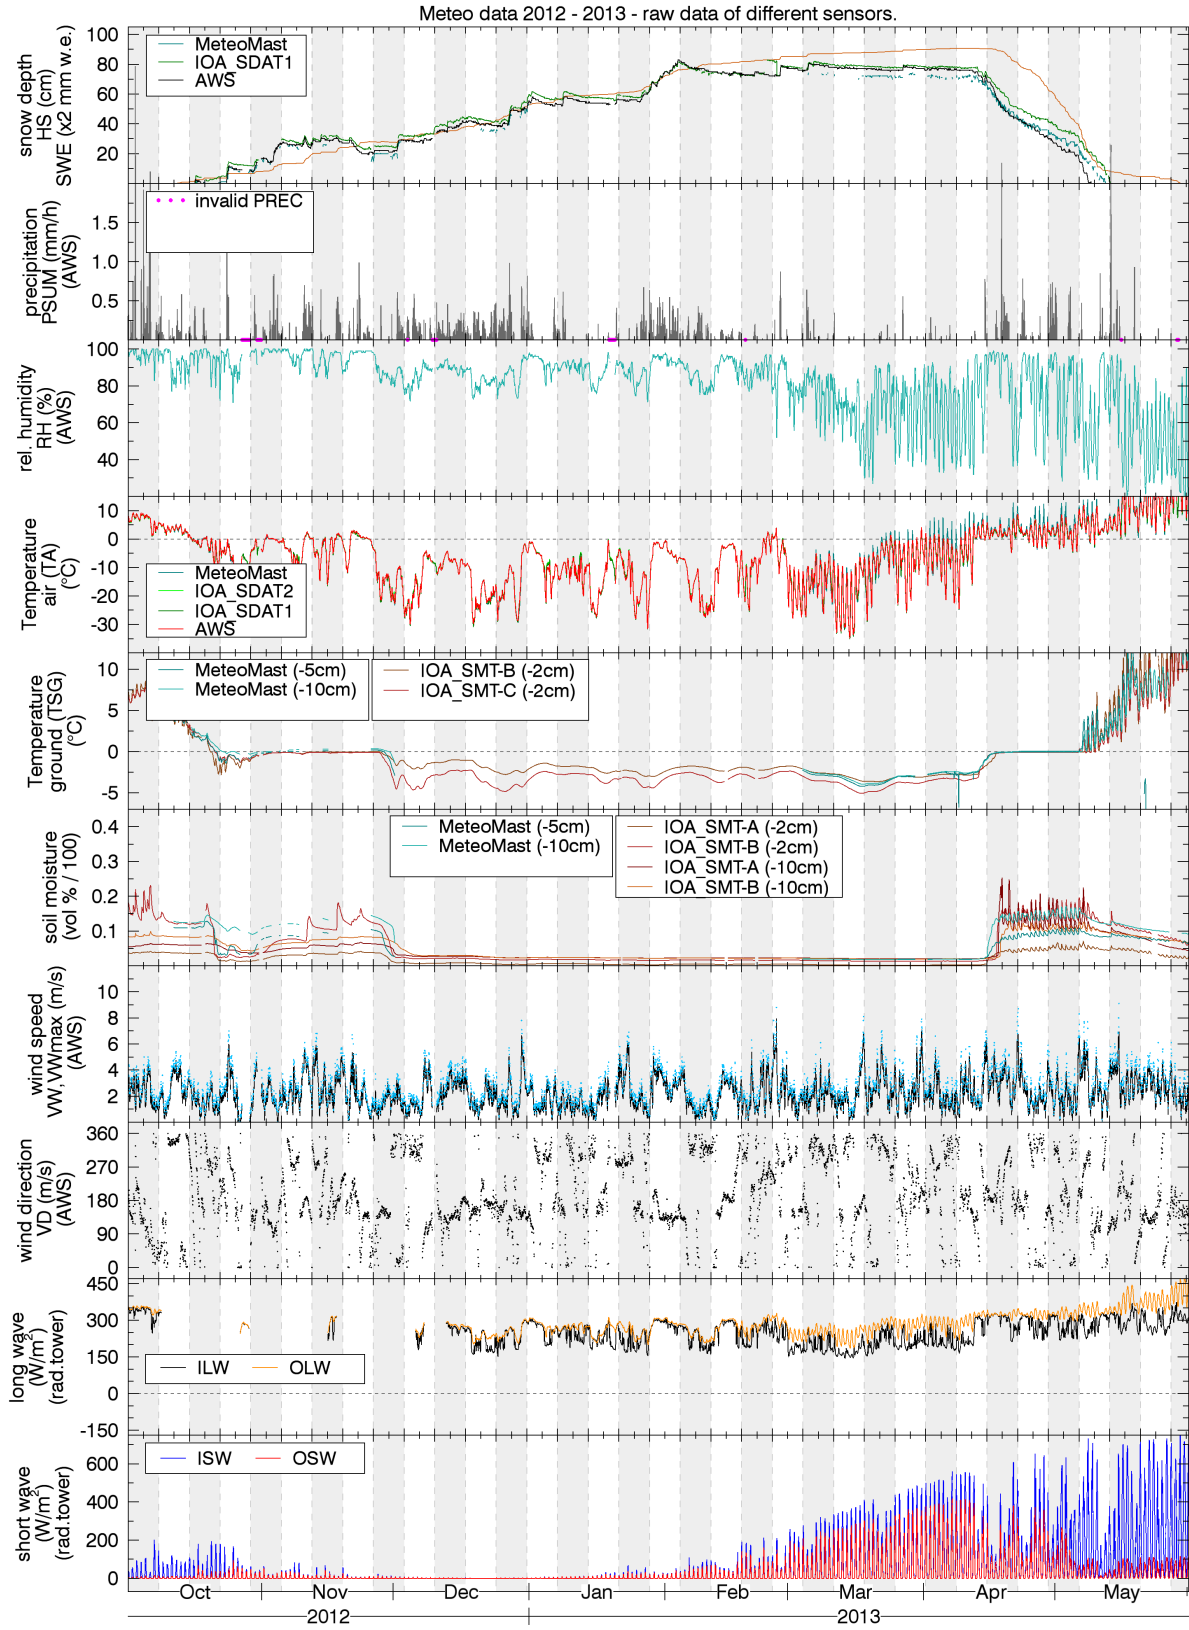 Meteo data 2012 - 2013 - raw data of different sensors.
snow depth
HS (cm)
SWE (x2 mm w.e.)
100
80
60
40
20
MeteoMast
IOA_SDAT1
AWS
precipitation
PSUM (mm/h)
(AWS)
1.5
1.0
0.5
invalid PREC
rel. humidity
RH (%)
(AWS)
100
80
60
40
Temperature
air (TA)
(°C)
10
0
-10
-20
-30
MeteoMast
IOA_SDAT2
IOA_SDAT1
AWS
Temperature
ground (TSG)
(°C)
10
5
0
-5
MeteoMast (-5cm)
MeteoMast (-10cm)
IOA_SMT-B (-2cm)
IOA_SMT-C (-2cm)
soil moisture
(vol % / 100)
0.4
0.3
0.2
0.1
MeteoMast (-5cm)
MeteoMast (-10cm)
IOA_SMT-A (-2cm)
IOA_SMT-B (-2cm)
IOA_SMT-A (-10cm)
IOA_SMT-B (-10cm)
wind speed
VW, VWmax (m/s)
(AWS)
10
8
6
4
2
wind direction
VD (m/s)
(AWS)
360
270
180
90
0
long wave
(W/m²)
(rad.tower)
450
300
150
0
-150
ILW OLW
short wave
(W/m²)
(rad.tower)
600
400
200
0
ISW OSW
Oct Nov Dec Jan Feb Mar Apr May
2012 2013